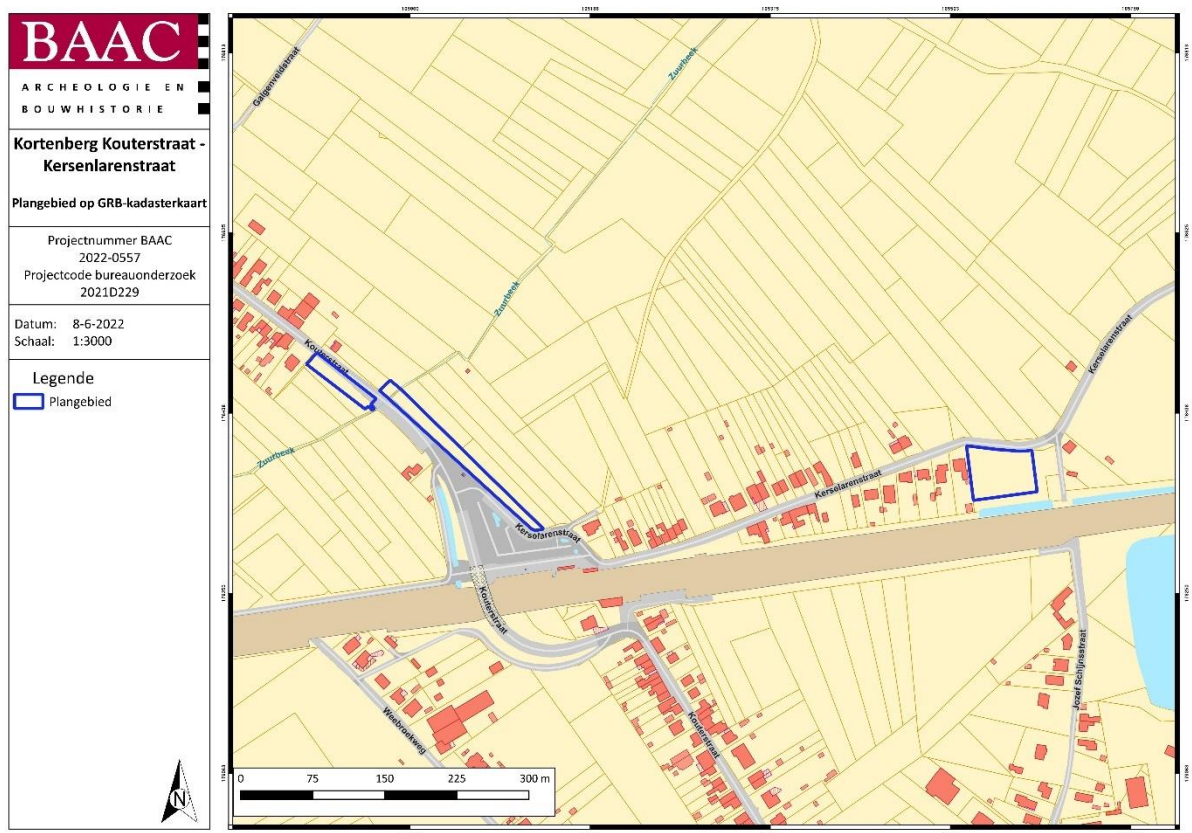 BAAC
ARCHEOLOGIE EN
BOUWHISTORIE
Kortenberg Kouterstraat -
Kersenlarenstraat
Plangebied op GRB-kadasterkaart
Projectnummer BAAC
2022-0557
Projectcode bureauonderzoek
2021D229
Datum: 8-6-2022
Schaal: 1:3000
Legende
Plangebied
N
Galgenveldstraat
Zuurbeek
Zuurbeek
Kouterstraat
Zuurbeek
Kerselarenstraat
Kerselarenstraat
Kerselarenstraat
Kouterstraat
Kouterstraat
Weebroekweg
Jozef Schijnsstraat
0 75 150 225 300 m